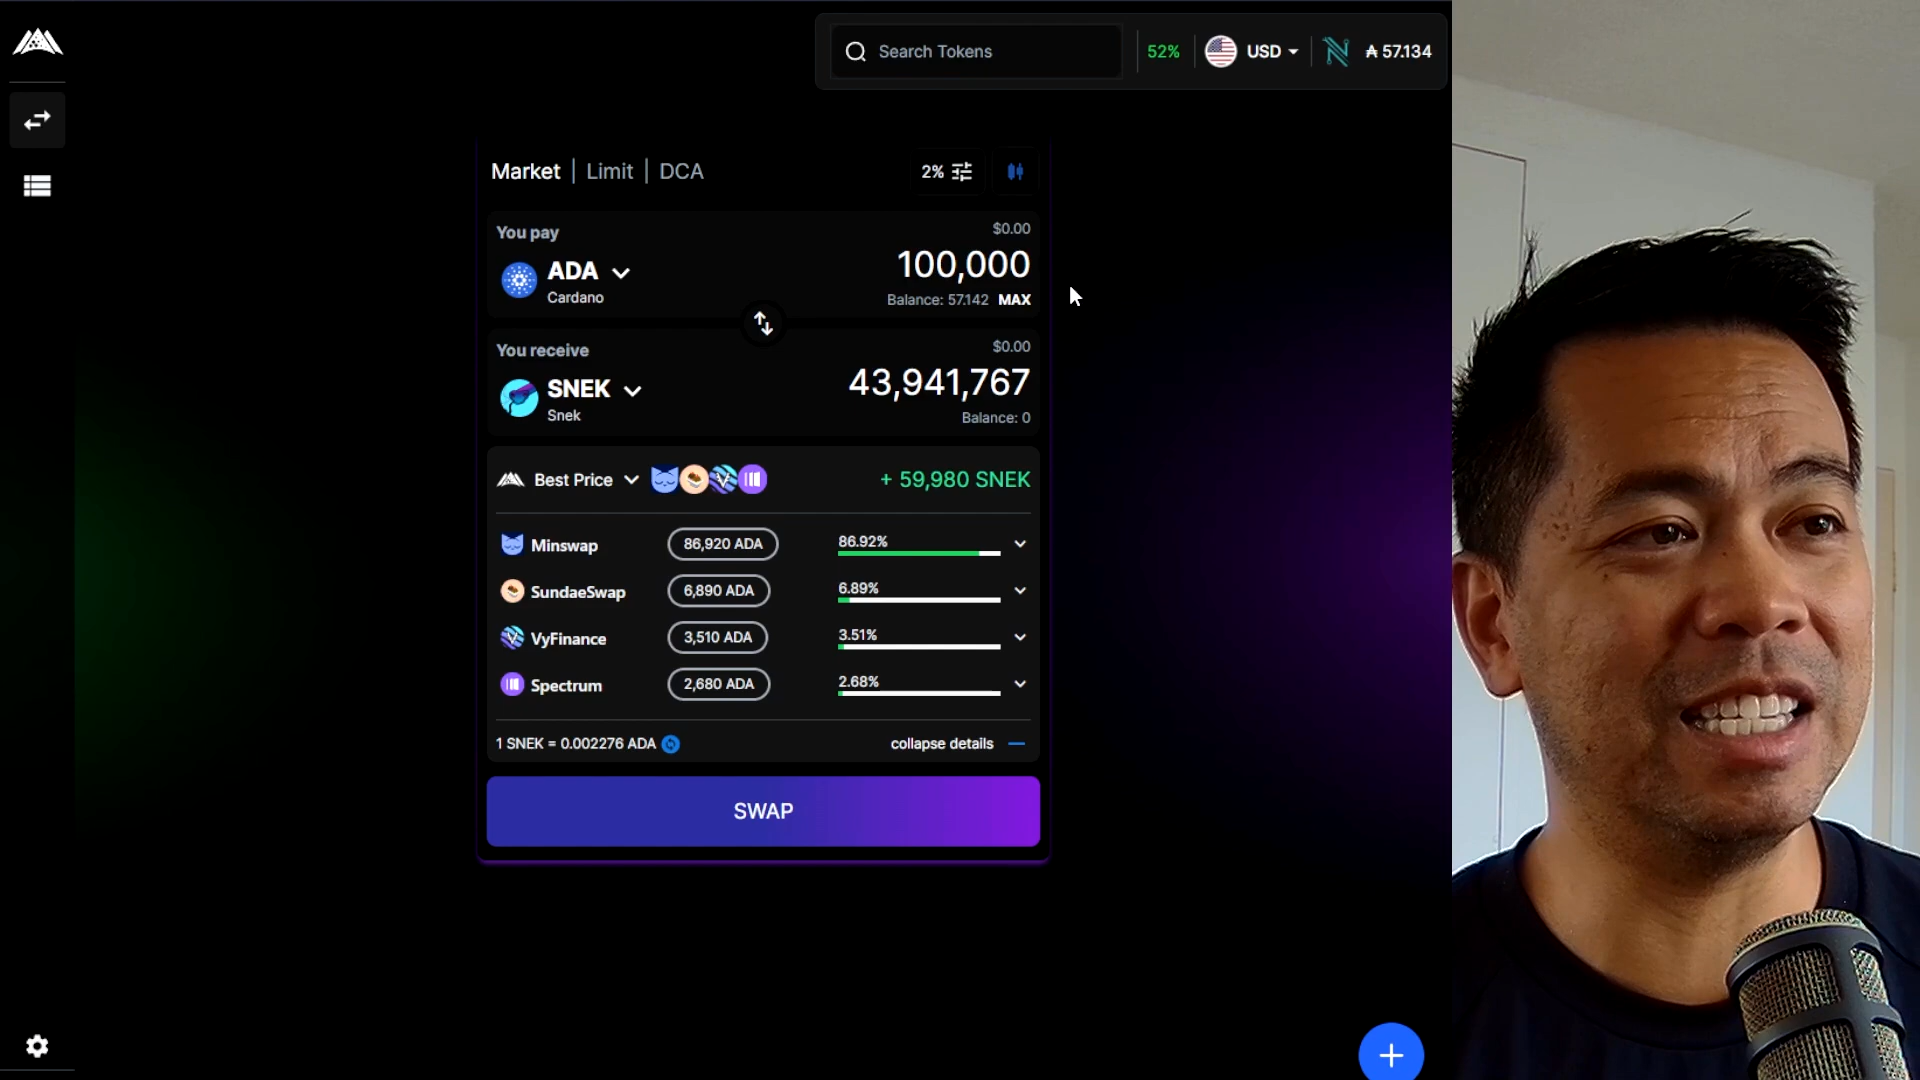 Search Tokens
52%
USD
₳ 57.134
Market | Limit | DCA
2%
You pay
$0.00
ADA
100,000
Cardano
Balance: 57.142 MAX
You receive
$0.00
SNEK
43,941,767
Snek
Balance: 0
Best Price
+ 59,980 SNEK
Minswap 86,920 ADA 86.92%
SundaeSwap 6,890 ADA 6.89%
VyFinance 3,510 ADA 3.51%
Spectrum 2,680 ADA 2.68%
1 SNEK = 0.002276 ADA
collapse details
SWAP